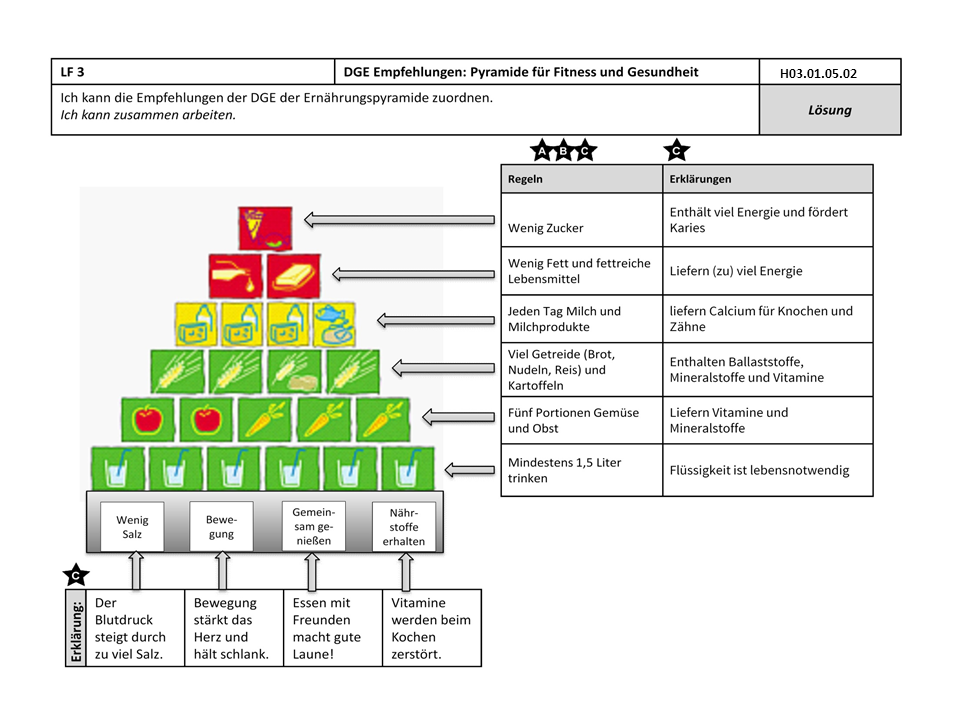 LF 3
DGE Empfehlungen: Pyramide für Fitness und Gesundheit
H03.01.05.02
Ich kann die Empfehlungen der DGE der Ernährungspyramide zuordnen.
Ich kann zusammen arbeiten.
Lösung
A B C
C
Regeln
Erklärungen
Wenig Zucker
Enthält viel Energie und fördert
Karies
Wenig Fett und fettreiche
Lebensmittel
Liefern (zu) viel Energie
Jeden Tag Milch und
Milchprodukte
liefern Calcium für Knochen und
Zähne
Viel Getreide (Brot,
Nudeln, Reis) und
Kartoffeln
Enthalten Ballaststoffe,
Mineralstoffe und Vitamine
Fünf Portionen Gemüse
und Obst
Liefern Vitamine und
Mineralstoffe
Mindestens 1,5 Liter
trinken
Flüssigkeit ist lebensnotwendig
Wenig
Salz
Bewe-
gung
Gemein-
sam ge-
nießen
Nähr-
stoffe
erhalten
C
Erklärung:
Der
Blutdruck
steigt durch
zu viel Salz.
Bewegung
stärkt das
Herz und
hält schlank.
Essen mit
Freunden
macht gute
Laune!
Vitamine
werden beim
Kochen
zerstört.